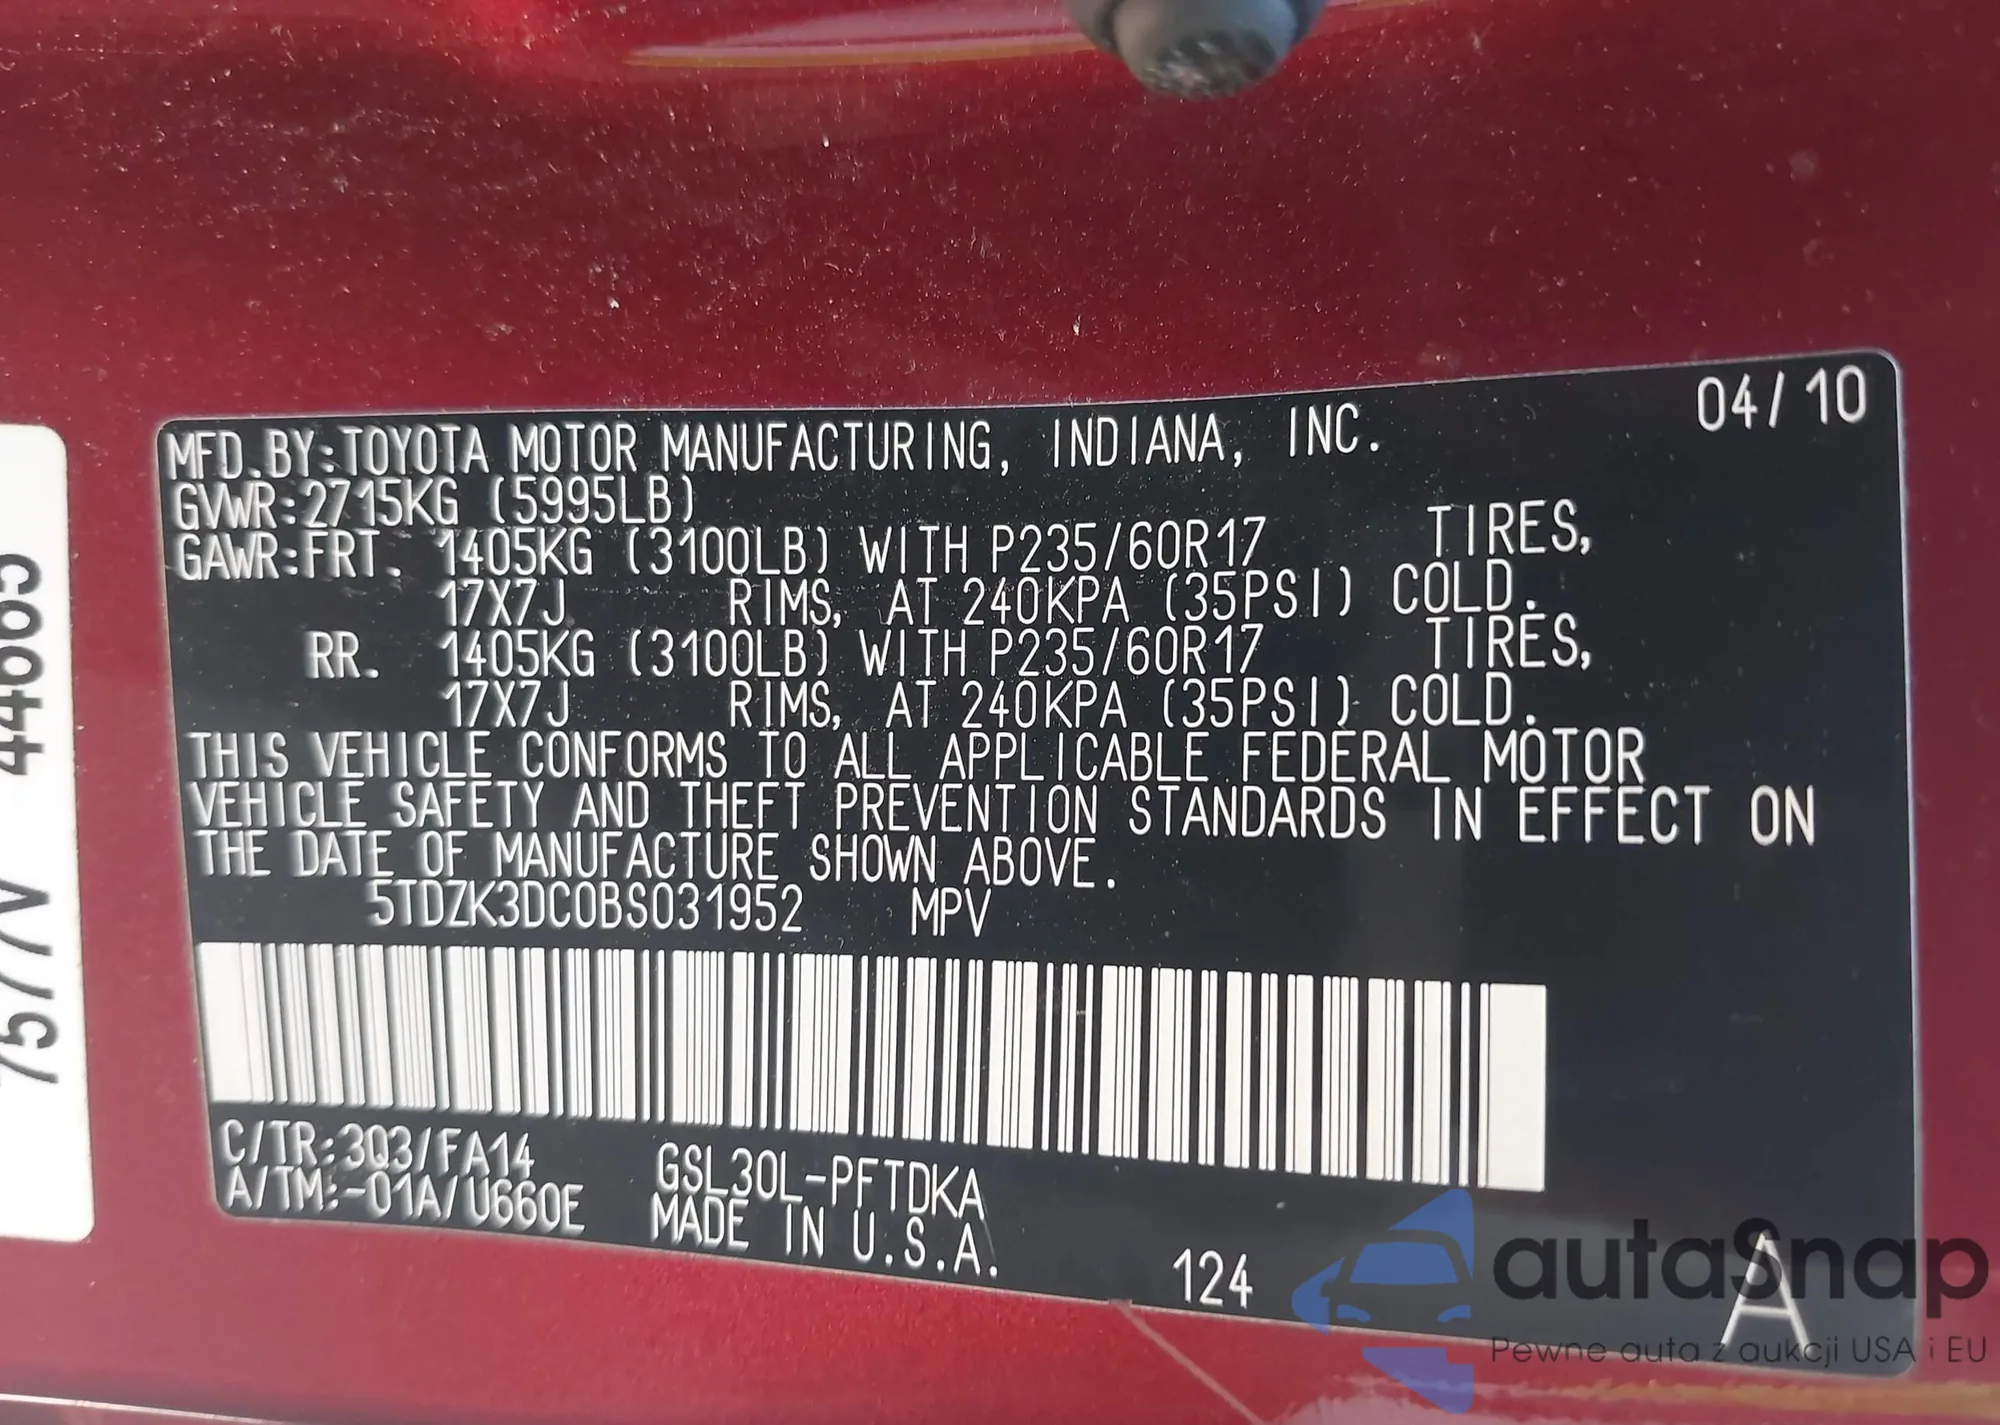 04/10
MFD.BY:TOYOTA MOTOR MANUFACTURING, INDIANA, INC.
GVWR:2715KG (5995LB)
GAWR:FRT. 1405KG (3100LB) WITH P235/60R17 TIRES,
17X7J RIMS, AT 240KPA (35PSI) COLD.
RR. 1405KG (3100LB) WITH P235/60R17 TIRES,
17X7J RIMS, AT 240KPA (35PSI) COLD.
THIS VEHICLE CONFORMS TO ALL APPLICABLE FEDERAL MOTOR
VEHICLE SAFETY AND THEFT PREVENTION STANDARDS IN EFFECT ON
THE DATE OF MANUFACTURE SHOWN ABOVE.
5TDZK3DC0BS031952 MPV
C/TR:3Q3/FA14 GSL30L-PFTDKA
A/TM:-01A/U660E MADE IN U.S.A.
124 A
autaSnap
Pewne auta z aukcji USA i EU